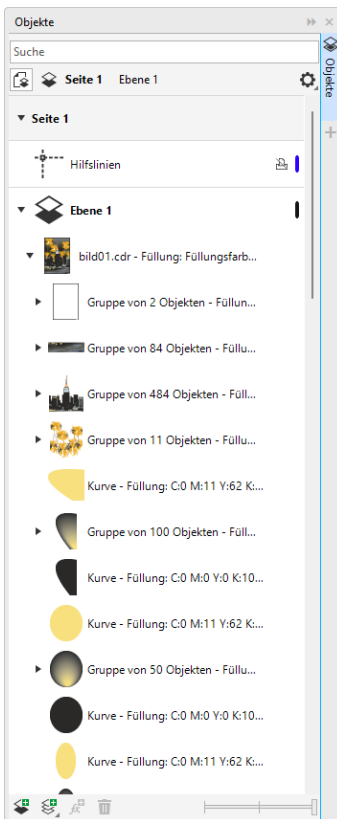 Objekte
Suche
Seite 1 Ebene 1
Objekte
Seite 1
Hilfslinien
Ebene 1
bild01.cdr - Füllung: Füllungsfarb...
Gruppe von 2 Objekten - Füllun...
Gruppe von 84 Objekten - Füllu...
Gruppe von 484 Objekten - Füll...
Gruppe von 11 Objekten - Füllu...
Kurve - Füllung: C:0 M:11 Y:62 K:...
Gruppe von 100 Objekten - Füll...
Kurve - Füllung: C:0 M:0 Y:0 K:10...
Kurve - Füllung: C:0 M:11 Y:62 K:...
Gruppe von 50 Objekten - Füllu...
Kurve - Füllung: C:0 M:0 Y:0 K:10...
Kurve - Füllung: C:0 M:11 Y:62 K:...